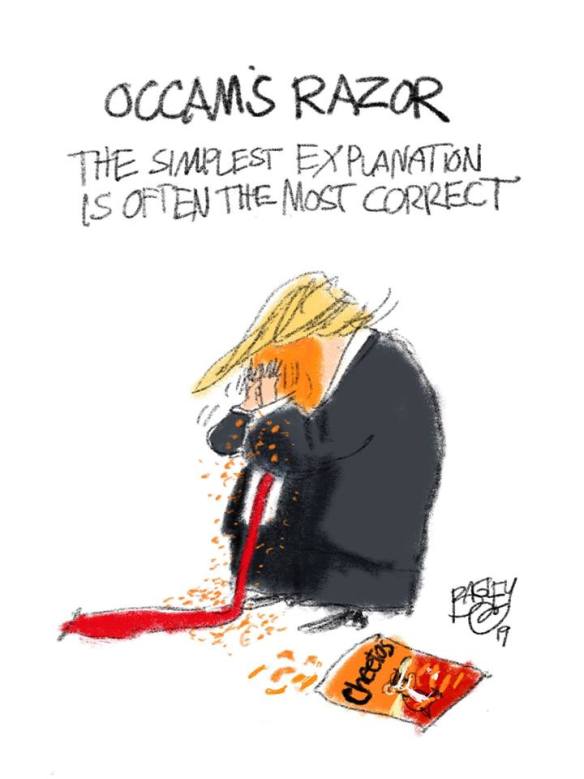 OCCAM'S RAZOR
THE SIMPLEST EXPLANATION
IS OFTEN THE MOST CORRECT
BAGLEY
19
Cheetos